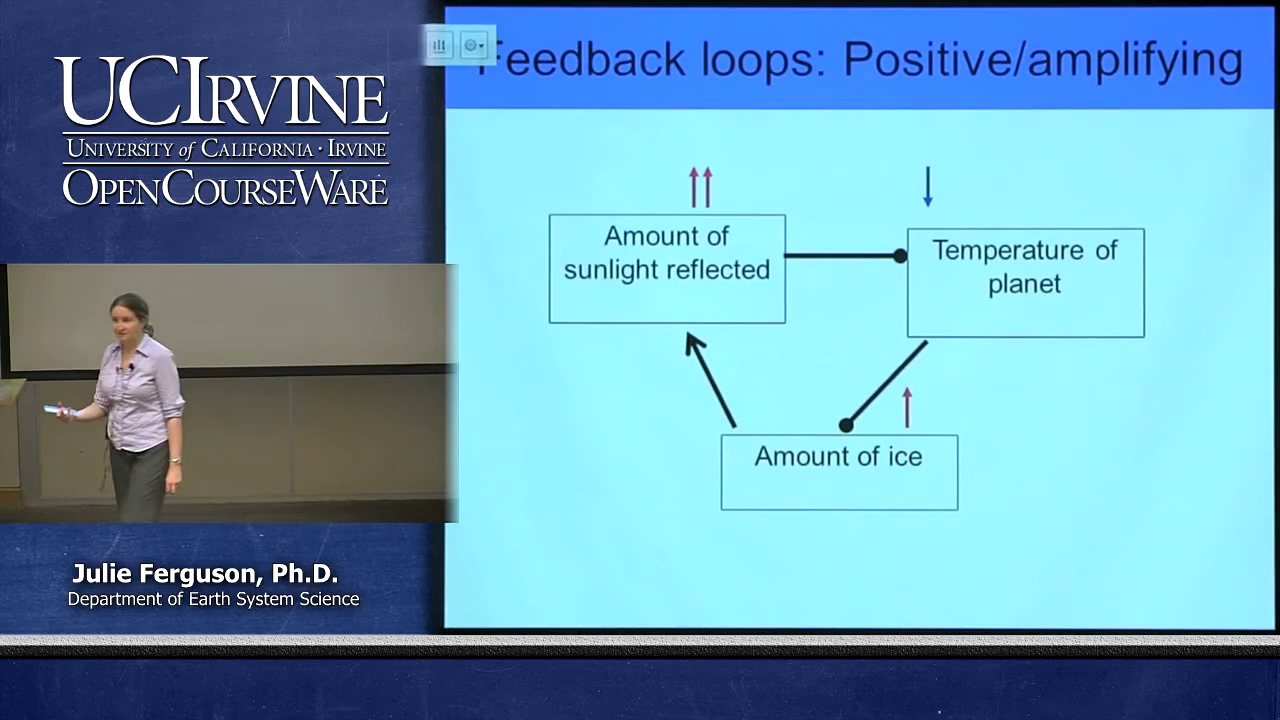 UCIRVINE
UNIVERSITY of CALIFORNIA · IRVINE
OPENCOURSEWARE
Feedback loops: Positive/amplifying
Amount of
sunlight reflected
Temperature of
planet
Amount of ice
Julie Ferguson, Ph.D.
Department of Earth System Science